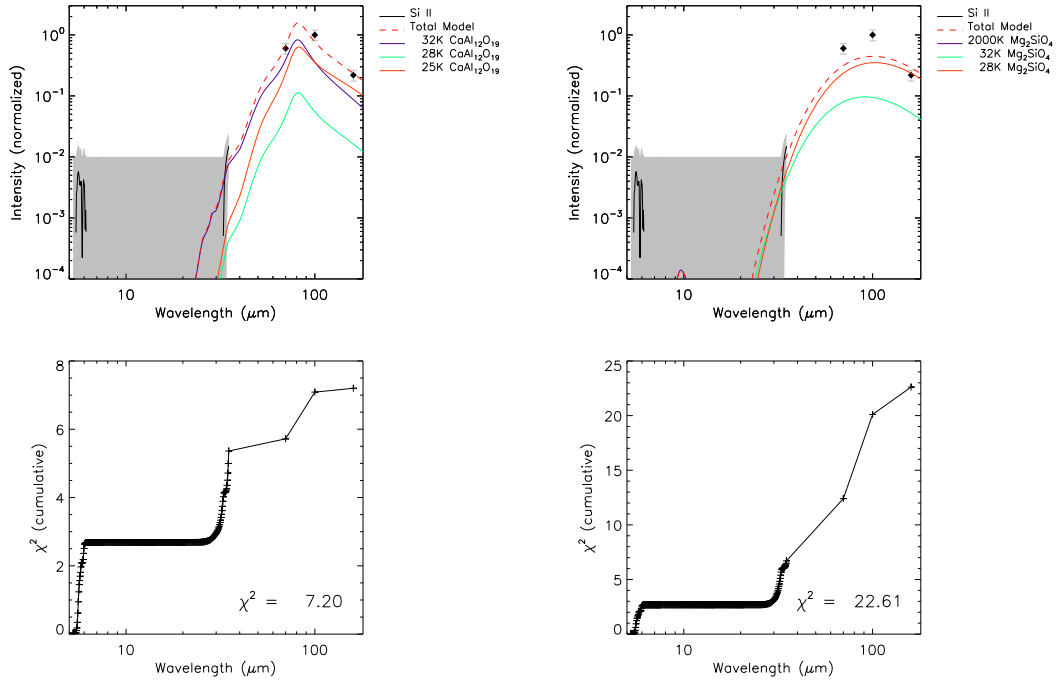 Si II
Total Model
32K CaAl₁₂O₁₉
28K CaAl₁₂O₁₉
25K CaAl₁₂O₁₉
Intensity (normalized)
10⁰
10⁻¹
10⁻²
10⁻³
10⁻⁴
10 100
Wavelength (μm)
Si II
Total Model
2000K Mg₂SiO₄
32K Mg₂SiO₄
28K Mg₂SiO₄
Intensity (normalized)
10⁰
10⁻¹
10⁻²
10⁻³
10⁻⁴
10 100
Wavelength (μm)
χ² (cumulative)
8
6
4
2
0
χ² = 7.20
10 100
Wavelength (μm)
χ² (cumulative)
25
20
15
10
5
0
χ² = 22.61
10 100
Wavelength (μm)